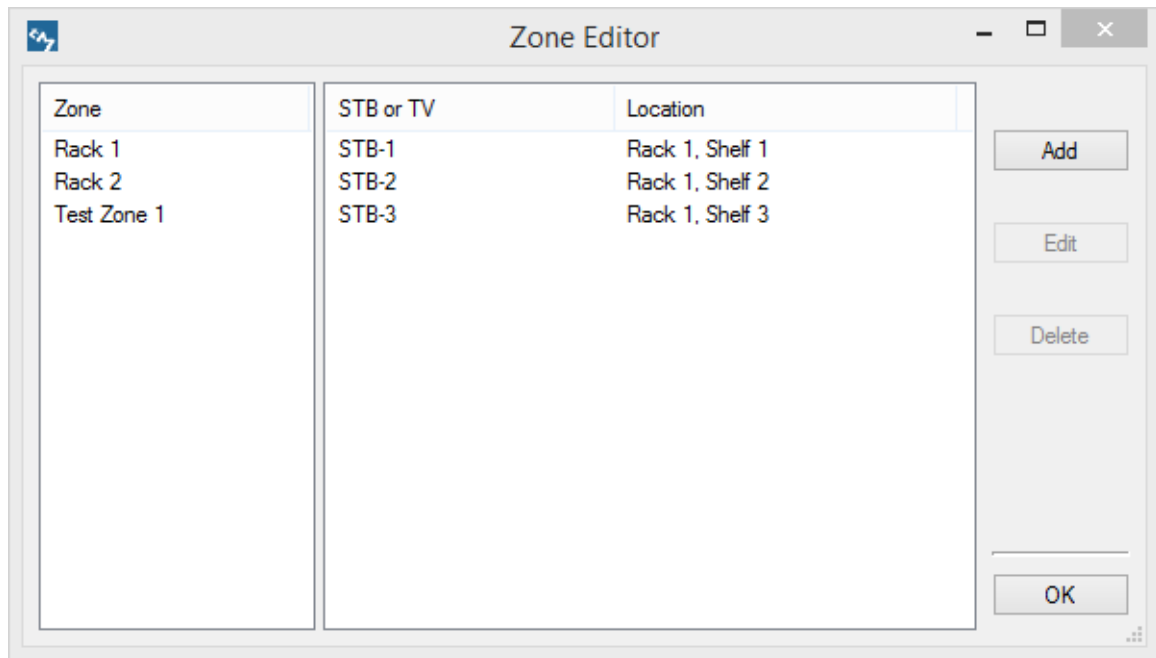 Zone Editor
Zone STB or TV Location
Rack 1 STB-1 Rack 1, Shelf 1
Rack 2 STB-2 Rack 1, Shelf 2
Test Zone 1 STB-3 Rack 1, Shelf 3
Add
Edit
Delete
OK